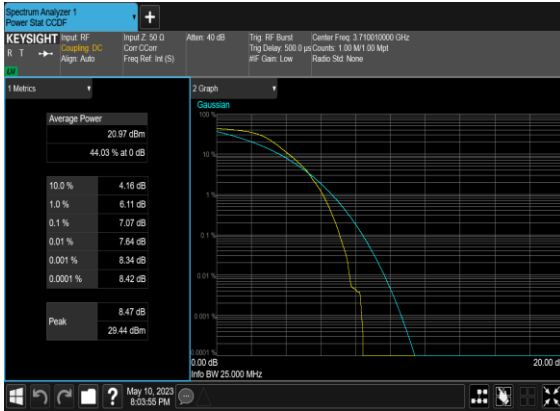 Spectrum Analyzer 1
Power Stat CCDF
+
KEYSIGHT Input: RF Input Z: 50 Ω Atten: 40 dB Trig: RF Burst Center Freq: 3.710010000 GHz
R T Coupling: DC Corr CCorr Trig Delay: 500.0 µs Counts: 1.00 M/1.00 Mpt
Align: Auto Freq Ref: Int (S) #IF Gain: Low Radio Std: None
1 Metrics
2 Graph
Average Power
20.97 dBm
44.03 % at 0 dB
10.0 % 4.16 dB
1.0 % 6.11 dB
0.1 % 7.07 dB
0.01 % 7.64 dB
0.001 % 8.34 dB
0.0001 % 8.42 dB
Peak 8.47 dB
29.44 dBm
Gaussian
100 %
10 %
1 %
0.1 %
0.01 %
0.001 %
0.0001 %
0.00 dB 20.00 d
Info BW 25.000 MHz
? May 10, 2023
8:03:55 PM